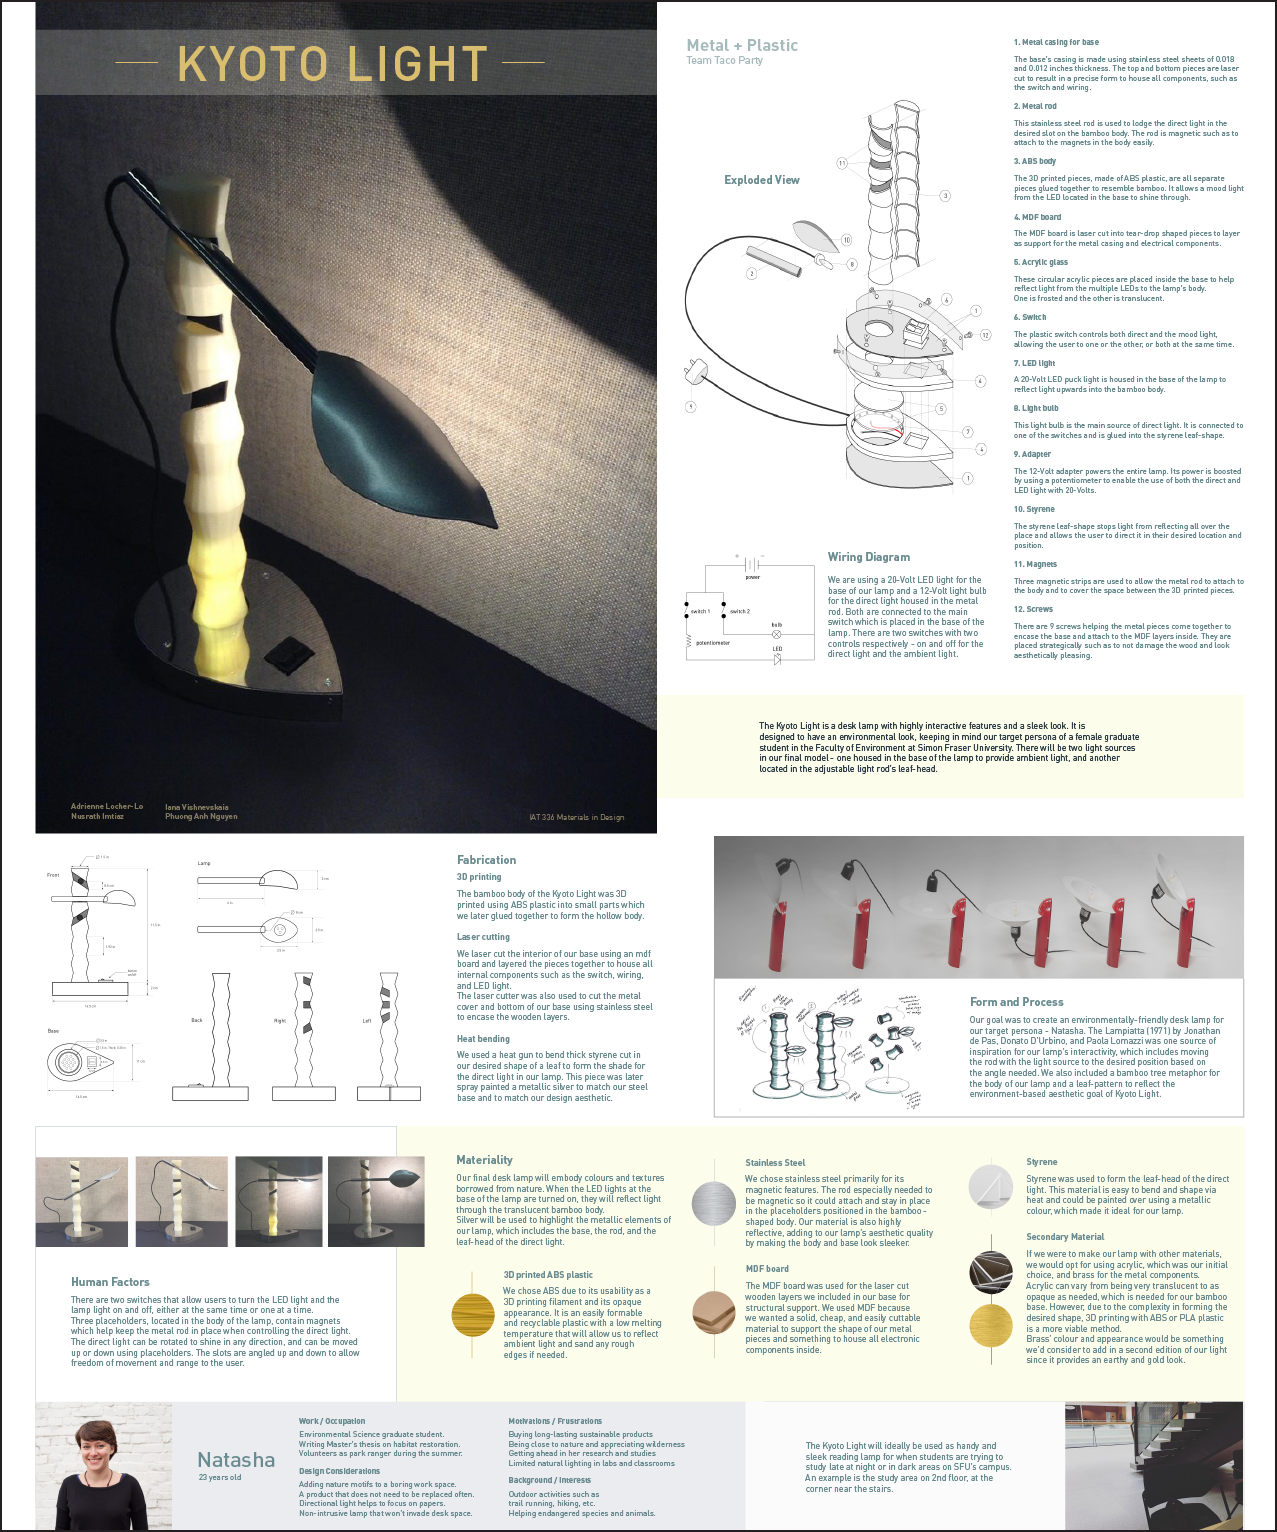 KYOTO LIGHT
Adrienne Locher-Lo
Nusrath Imtiaz
Iana Vishnevskaia
Phuong Anh Nguyen
IAT 336 Materials in Design
Metal + Plastic
Team Taco Party
Exploded View
11
3
10
8
2
6
1
12
4
5
9
7
4
1
Wiring Diagram
We are using a 20-Volt LED light for the
base of our lamp and a 12-Volt light bulb
for the direct light housed in the metal
rod. Both are connected to the main
switch which is placed in the base of the
lamp. There are two switches with two
controls respectively - on and off for the
direct light and the ambient light.
+ −
power
switch 1
switch 2
bulb
potentiometer
LED
1. Metal casing for base
The base's casing is made using stainless steel sheets of 0.018
and 0.012 inches thickness. The top and bottom pieces are laser
cut to result in a precise form to house all components, such as
the switch and wiring.
2. Metal rod
This stainless steel rod is used to lodge the direct light in the
desired slot on the bamboo body. The rod is magnetic such as to
attach to the magnets in the body easily.
3. ABS body
The 3D printed pieces, made of ABS plastic, are all separate
pieces glued together to resemble bamboo. It allows a mood light
from the LED located in the base to shine through.
4. MDF board
The MDF board is laser cut into tear-drop shaped pieces to layer
as support for the metal casing and electrical components.
5. Acrylic glass
These circular acrylic pieces are placed inside the base to help
reflect light from the multiple LEDs to the lamp's body.
One is frosted and the other is translucent.
6. Switch
The plastic switch controls both direct and the mood light,
allowing the user to one or the other, or both at the same time.
7. LED light
A 20-Volt LED puck light is housed in the base of the lamp to
reflect light upwards into the bamboo body.
8. Light bulb
This light bulb is the main source of direct light. It is connected to
one of the switches and is glued into the styrene leaf-shape.
9. Adapter
The 12-Volt adapter powers the entire lamp. Its power is boosted
by using a potentiometer to enable the use of both the direct and
LED light with 20-Volts.
10. Styrene
The styrene leaf-shape stops light from reflecting all over the
place and allows the user to direct it in their desired location and
position.
11. Magnets
Three magnetic strips are used to allow the metal rod to attach to
the body and to cover the space between the 3D printed pieces.
12. Screws
There are 9 screws helping the metal pieces come together to
encase the base and attach to the MDF layers inside. They are
placed strategically such as to not damage the wood and look
aesthetically pleasing.
The Kyoto Light is a desk lamp with highly interactive features and a sleek look. It is
designed to have an environmental look, keeping in mind our target persona of a female graduate
student in the Faculty of Environment at Simon Fraser University. There will be two light sources
in our final model - one housed in the base of the lamp to provide ambient light, and another
located in the adjustable light rod's leaf-head.
Front
Lamp
Base
Back
Right
Left
Fabrication
3D printing
The bamboo body of the Kyoto Light was 3D
printed using ABS plastic into small parts which
we later glued together to form the hollow body.
Laser cutting
We laser cut the interior of our base using an mdf
board and layered the pieces together to house all
internal components such as the switch, wiring,
and LED light.
The laser cutter was also used to cut the metal
cover and bottom of our base using stainless steel
to encase the wooden layers.
Heat bending
We used a heat gun to bend thick styrene cut in
our desired shape of a leaf to form the shade for
the direct light in our lamp. This piece was later
spray painted a metallic silver to match our steel
base and to match our design aesthetic.
Form and Process
Our goal was to create an environmentally-friendly desk lamp for
our target persona - Natasha. The Lampiatta (1971) by Jonathan
de Pas, Donato D'Urbino, and Paola Lomazzi was one source of
inspiration for our lamp's interactivity, which includes moving
the rod with the light source to the desired position based on
the angle needed. We also included a bamboo tree metaphor for
the body of our lamp and a leaf-pattern to reflect the
environment-based aesthetic goal of Kyoto Light.
Human Factors
There are two switches that allow users to turn the LED light and the
lamp light on and off, either at the same time or one at a time.
Three placeholders, located in the body of the lamp, contain magnets
which help keep the metal rod in place when controlling the direct light.
The direct light can be rotated to shine in any direction, and can be moved
up or down using placeholders. The slots are angled up and down to allow
freedom of movement and range to the user.
Materiality
Our final desk lamp will embody colours and textures
borrowed from nature. When the LED lights at the
base of the lamp are turned on, they will reflect light
through the translucent bamboo body.
Silver will be used to highlight the metallic elements of
our lamp, which includes the base, the rod, and the
leaf-head of the direct light.
3D printed ABS plastic
We chose ABS due to its usability as a
3D printing filament and its opaque
appearance. It is an easily formable
and recyclable plastic with a low melting
temperature that will allow us to reflect
ambient light and sand any rough
edges if needed.
Stainless Steel
We chose stainless steel primarily for its
magnetic features. The rod especially needed to
be magnetic so it could attach and stay in place
in the placeholders positioned in the bamboo-
shaped body. Our material is also highly
reflective, adding to our lamp's aesthetic quality
by making the body and base look sleeker.
MDF board
The MDF board was used for the laser cut
wooden layers we included in our base for
structural support. We used MDF because
we wanted a solid, cheap, and easily cuttable
material to support the shape of our metal
pieces and something to house all electronic
components inside.
Styrene
Styrene was used to form the leaf-head of the direct
light. This material is easy to bend and shape via
heat and could be painted over using a metallic
colour, which made it ideal for our lamp.
Secondary Material
If we were to make our lamp with other materials,
we would opt for using acrylic, which was our initial
choice, and brass for the metal components.
Acrylic can vary from being very translucent to as
opaque as needed, which is needed for our bamboo
base. However, due to the complexity in forming the
desired shape, 3D printing with ABS or PLA plastic
is a more viable method.
Brass' colour and appearance would be something
we'd consider to add in a second edition of our light
since it provides an earthy and gold look.
Natasha
23 years old
Work / Occupation
Environmental Science graduate student.
Writing Master's thesis on habitat restoration.
Volunteers as park ranger during the summer.
Design Considerations
Adding nature motifs to a boring work space.
A product that does not need to be replaced often.
Directional light helps to focus on papers.
Non-intrusive lamp that won't invade desk space.
Motivations / Frustrations
Buying long-lasting sustainable products
Being close to nature and appreciating wilderness
Getting ahead in her research and studies
Limited natural lighting in labs and classrooms
Background / Interests
Outdoor activities such as
trail running, hiking, etc.
Helping endangered species and animals.
The Kyoto Light will ideally be used as handy and
sleek reading lamp for when students are trying to
study late at night or in dark areas on SFU's campus.
An example is the study area on 2nd floor, at the
corner near the stairs.